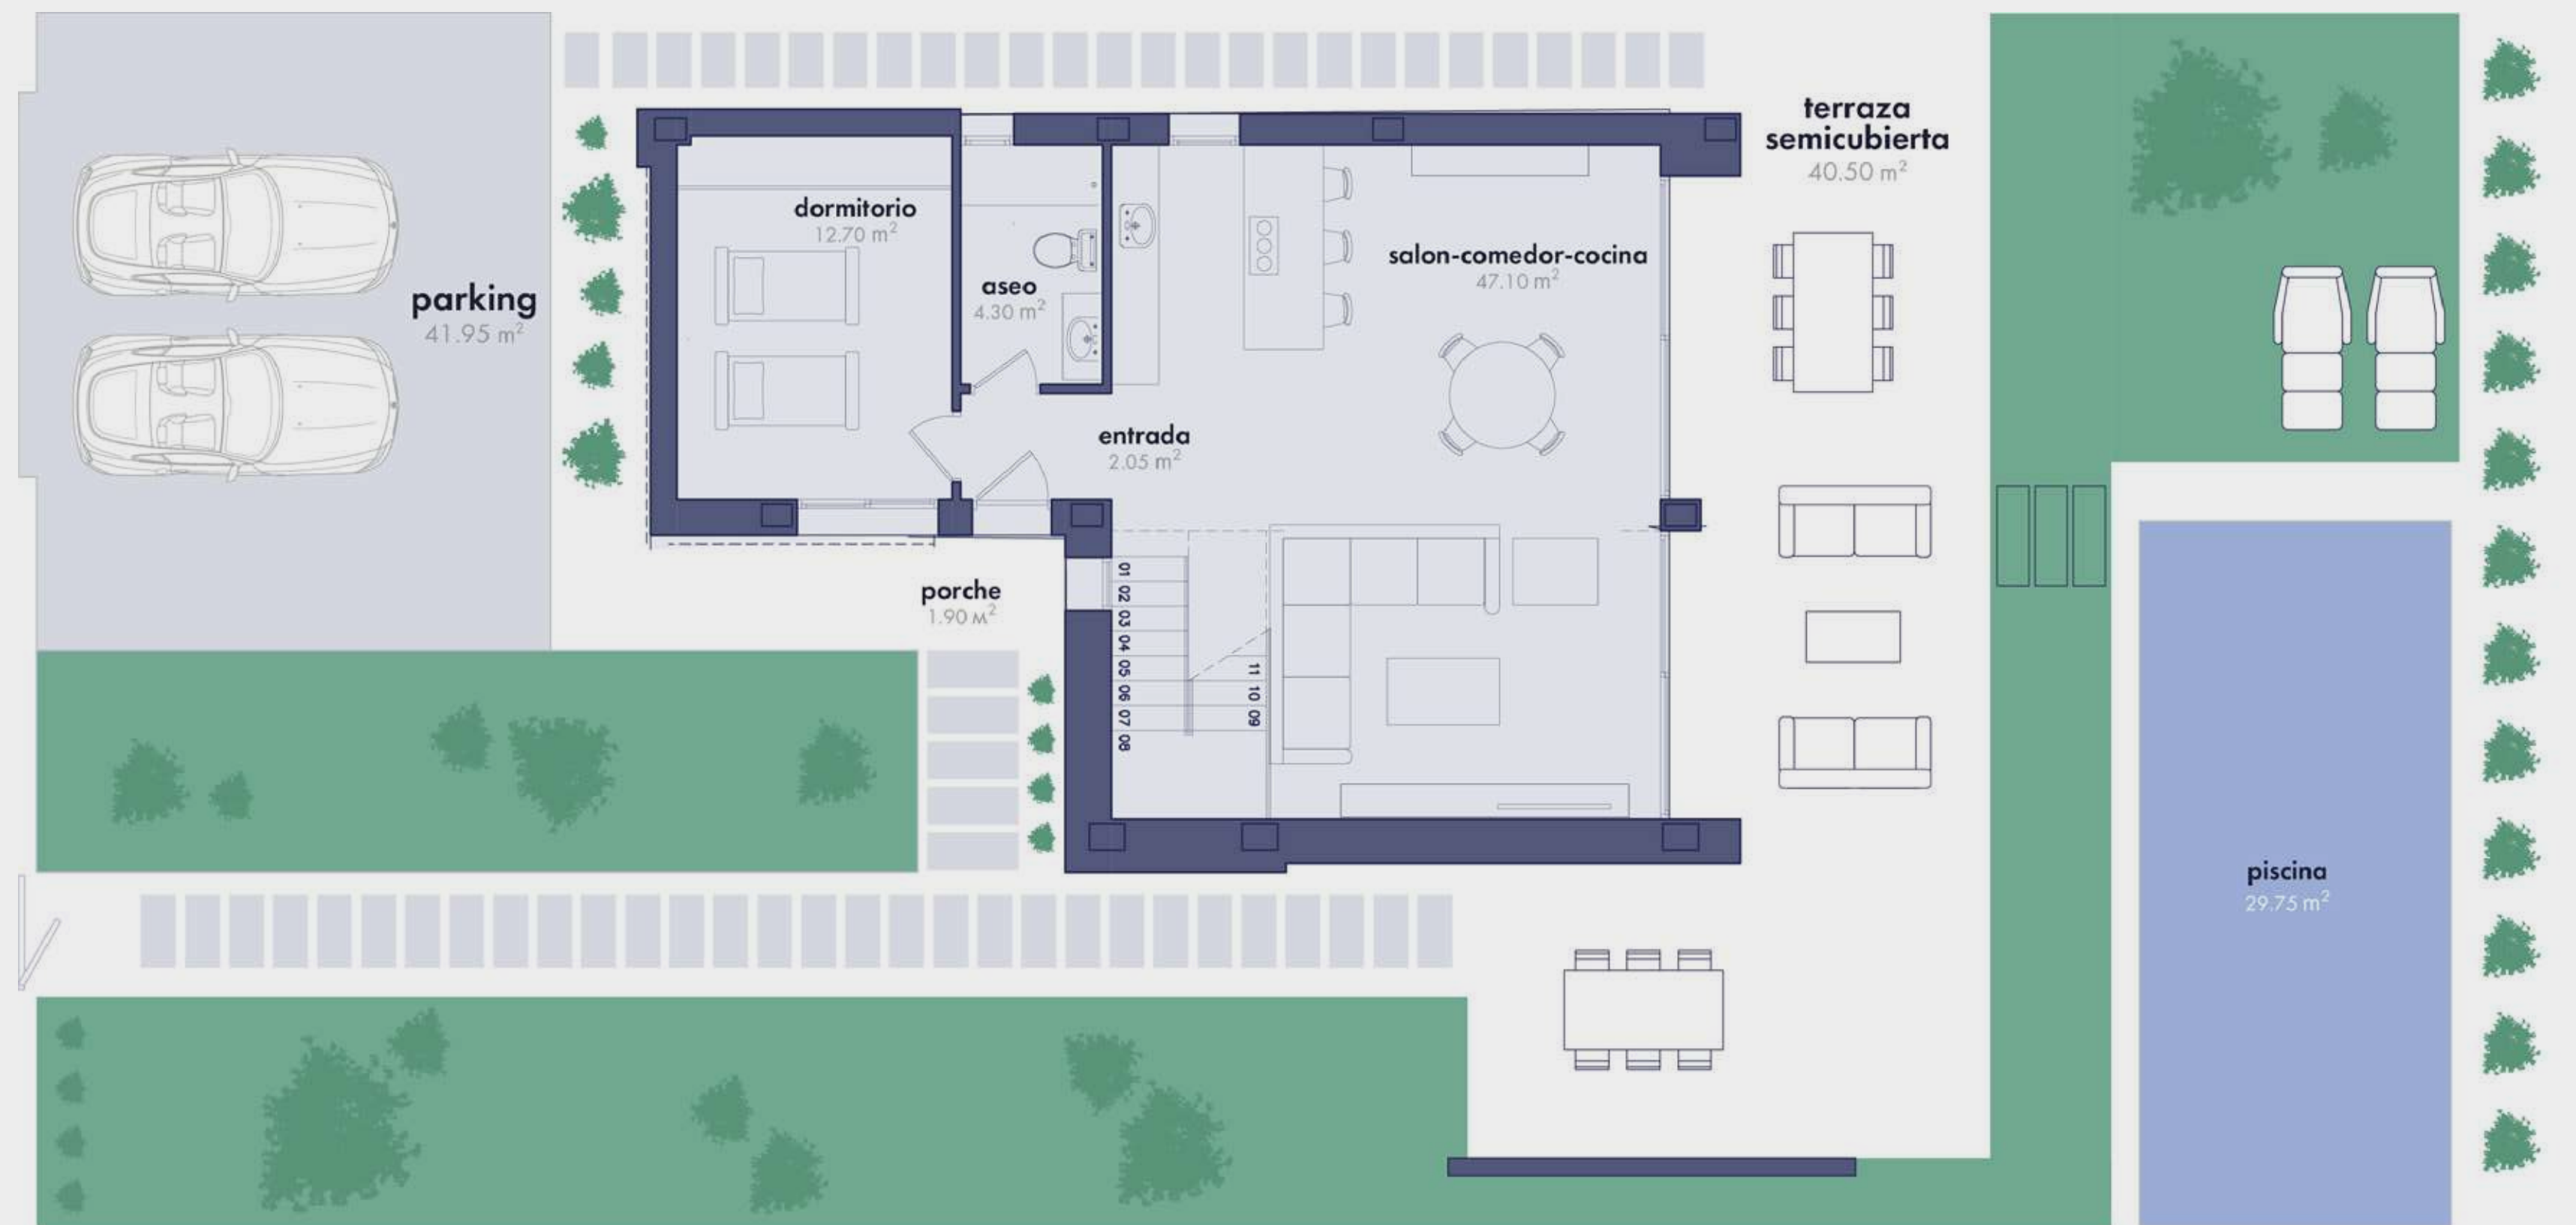 terraza
semicubierta
40.50 m²
dormitorio
12.70 m²
salon-comedor-cocina
47.10 m²
aseo
4.30 m²
parking
41.95 m²
entrada
2.05 m²
porche
1.90 м²
01
02
03
04
05
06
07
08
11
10
09
piscina
29.75 m²